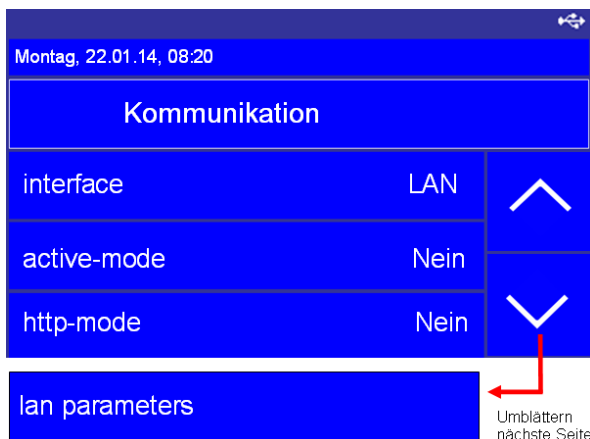 Montag, 22.01.14, 08:20
Kommunikation
interface LAN
active-mode Nein
http-mode Nein
lan parameters
Umblättern
nächste Seite